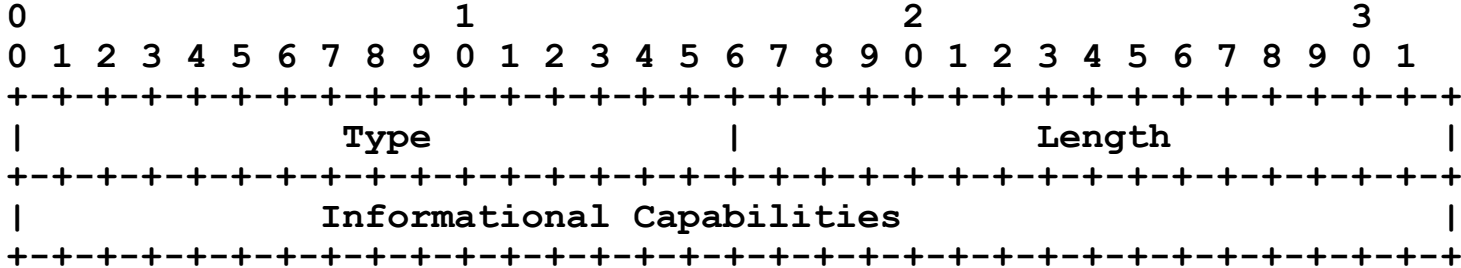 0                   1                   2                   3
0 1 2 3 4 5 6 7 8 9 0 1 2 3 4 5 6 7 8 9 0 1 2 3 4 5 6 7 8 9 0 1
+-+-+-+-+-+-+-+-+-+-+-+-+-+-+-+-+-+-+-+-+-+-+-+-+-+-+-+-+-+-+-+-+
|              Type             |             Length            |
+-+-+-+-+-+-+-+-+-+-+-+-+-+-+-+-+-+-+-+-+-+-+-+-+-+-+-+-+-+-+-+-+
|             Informational Capabilities                        |
+-+-+-+-+-+-+-+-+-+-+-+-+-+-+-+-+-+-+-+-+-+-+-+-+-+-+-+-+-+-+-+-+